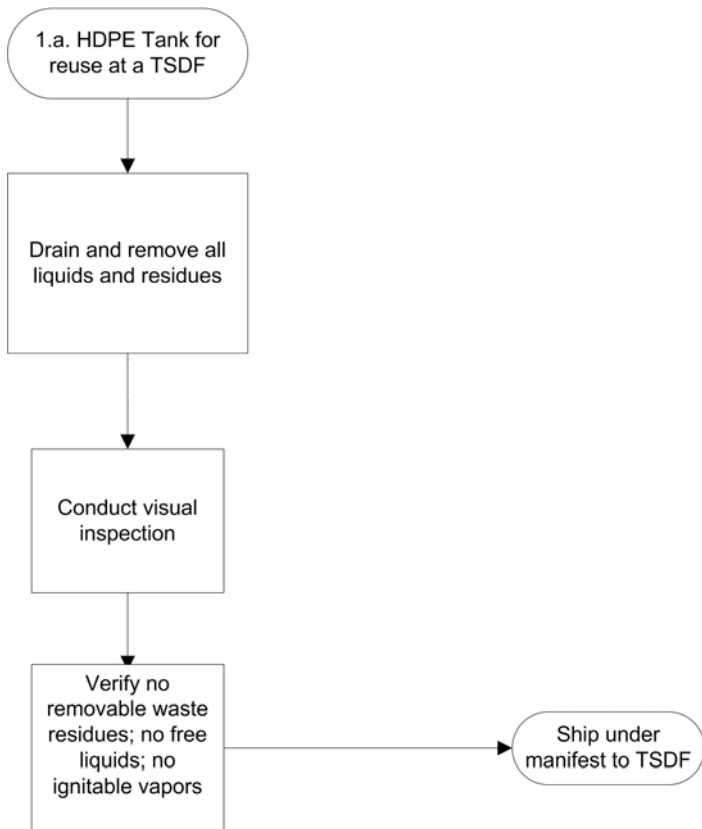 1.a. HDPE Tank for
reuse at a TSDF
Drain and remove all
liquids and residues
Conduct visual
inspection
Verify no
removable waste
residues; no free
liquids; no
ignitable vapors
Ship under
manifest to TSDF